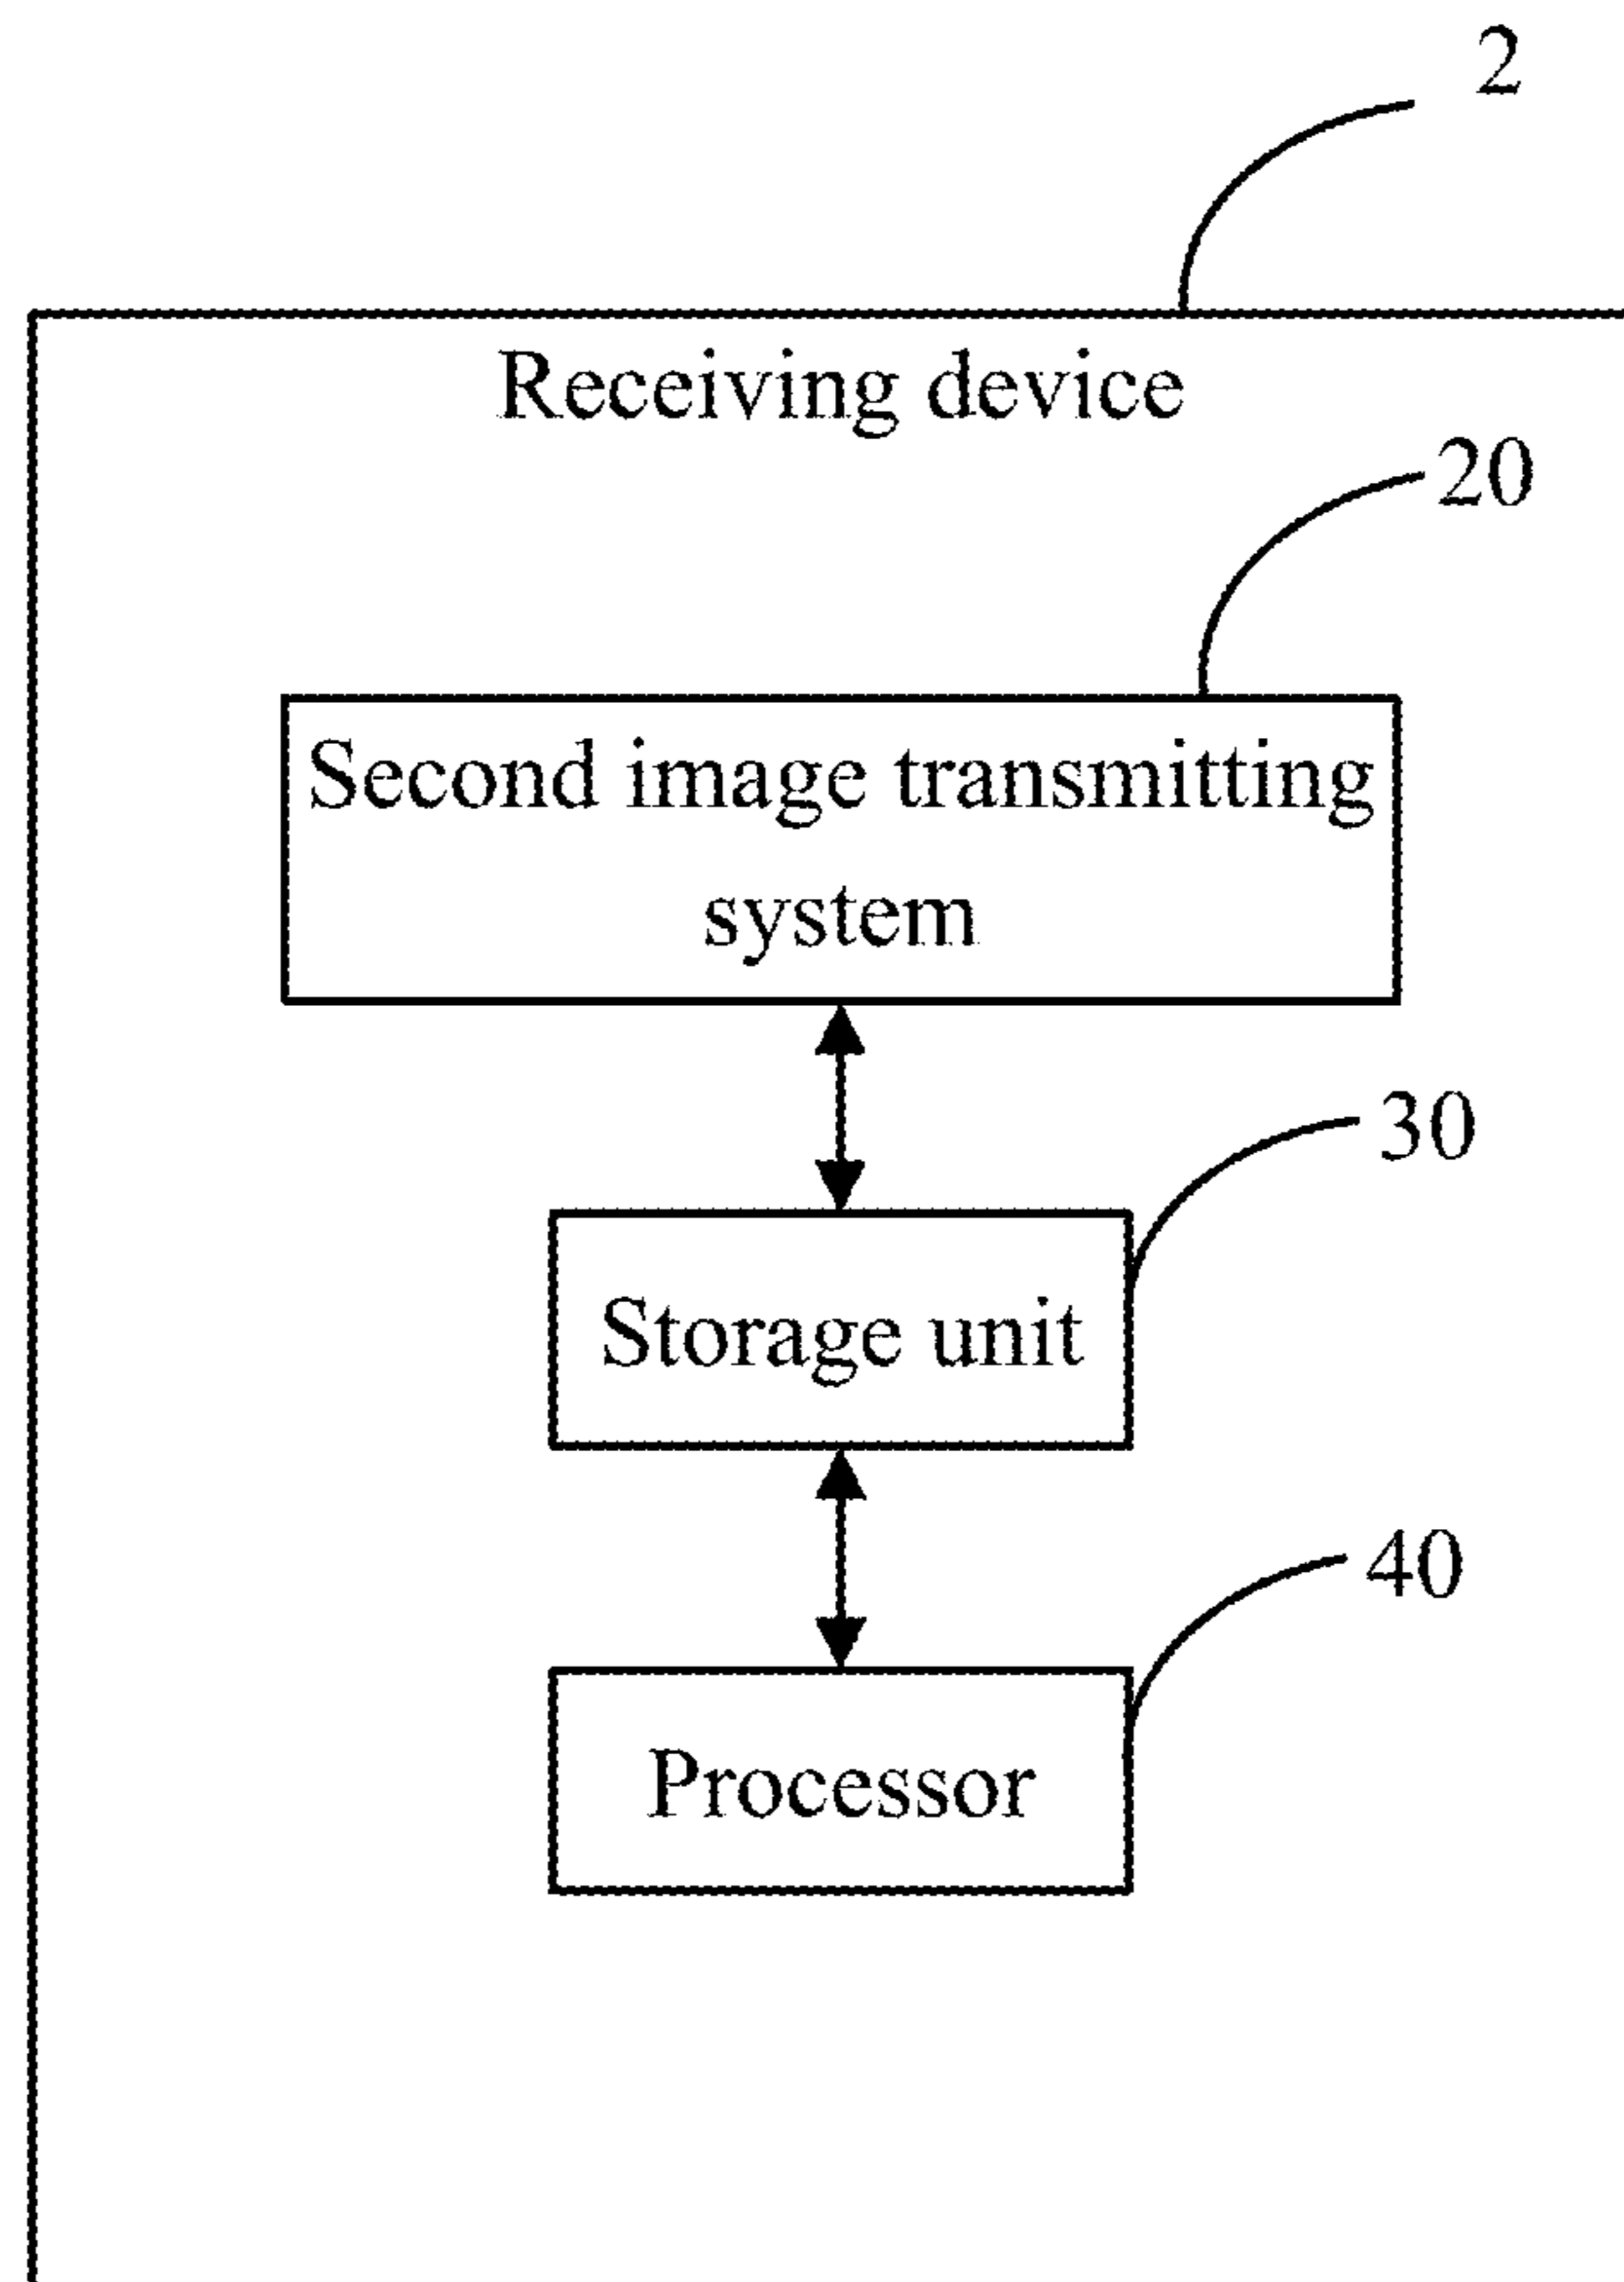 2
Receiving device
20
Second image transmitting
system
30
Storage unit
40
Processor